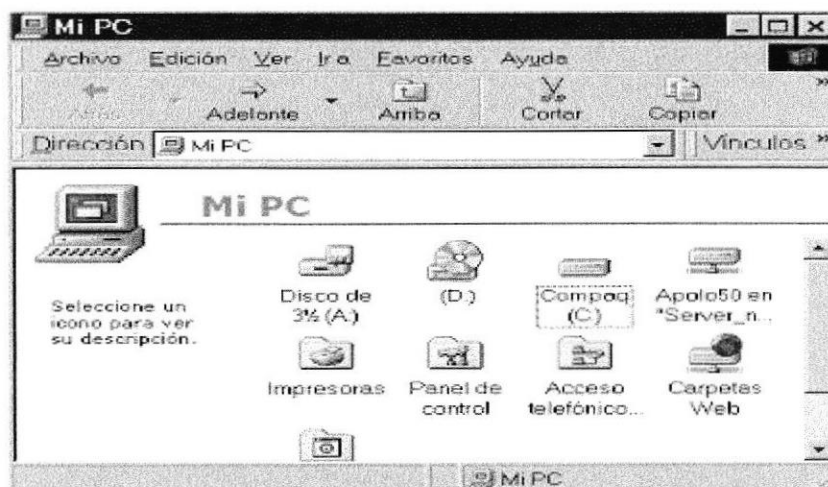 Mi PC
Archivo Edición Ver Ir a Favoritos Ayuda
Atrás Adelante Arriba Cortar Copiar »
Dirección Mi PC Vínculos »
Mi PC
Seleccione un
icono para ver
su descripción.
Disco de
3½ (A:)
(D:)
Compaq
(C:)
Apolo50 en
"Server_n...
Impresoras
Panel de
control
Acceso
telefónico...
Carpetas
Web
Mi PC